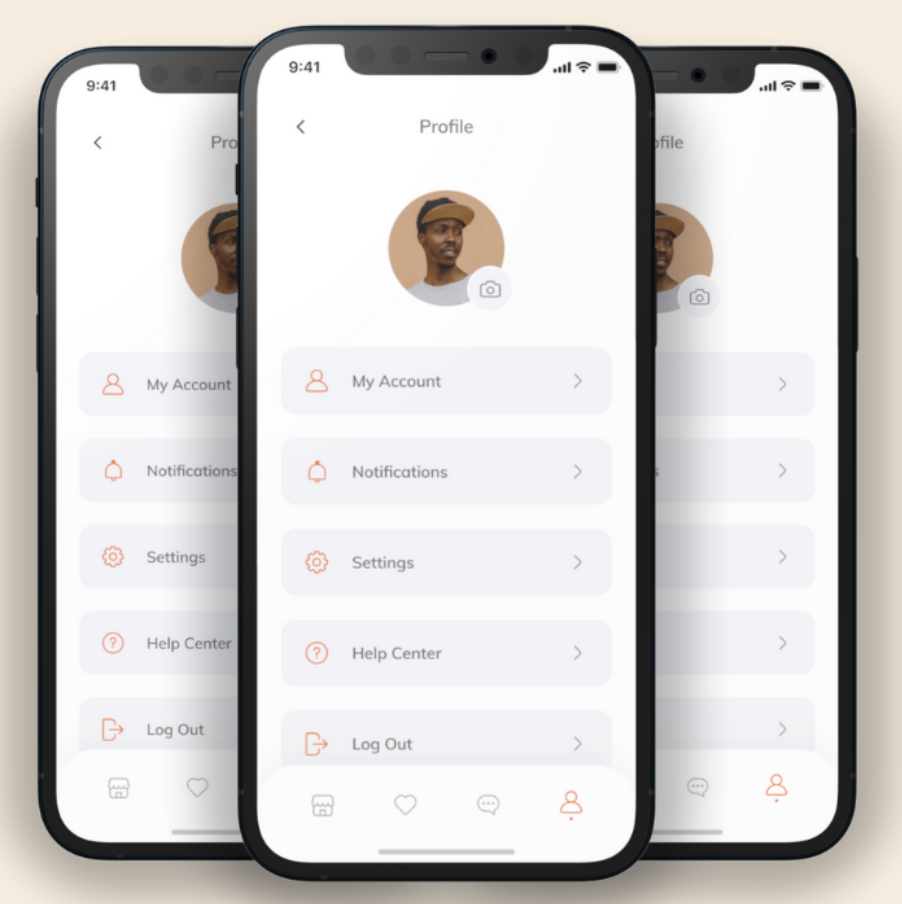 9:41
Pro
My Account
Notifications
Settings
Help Center
Log Out
9:41
Profile
My Account
Notifications
Settings
Help Center
Log Out
ofile
s